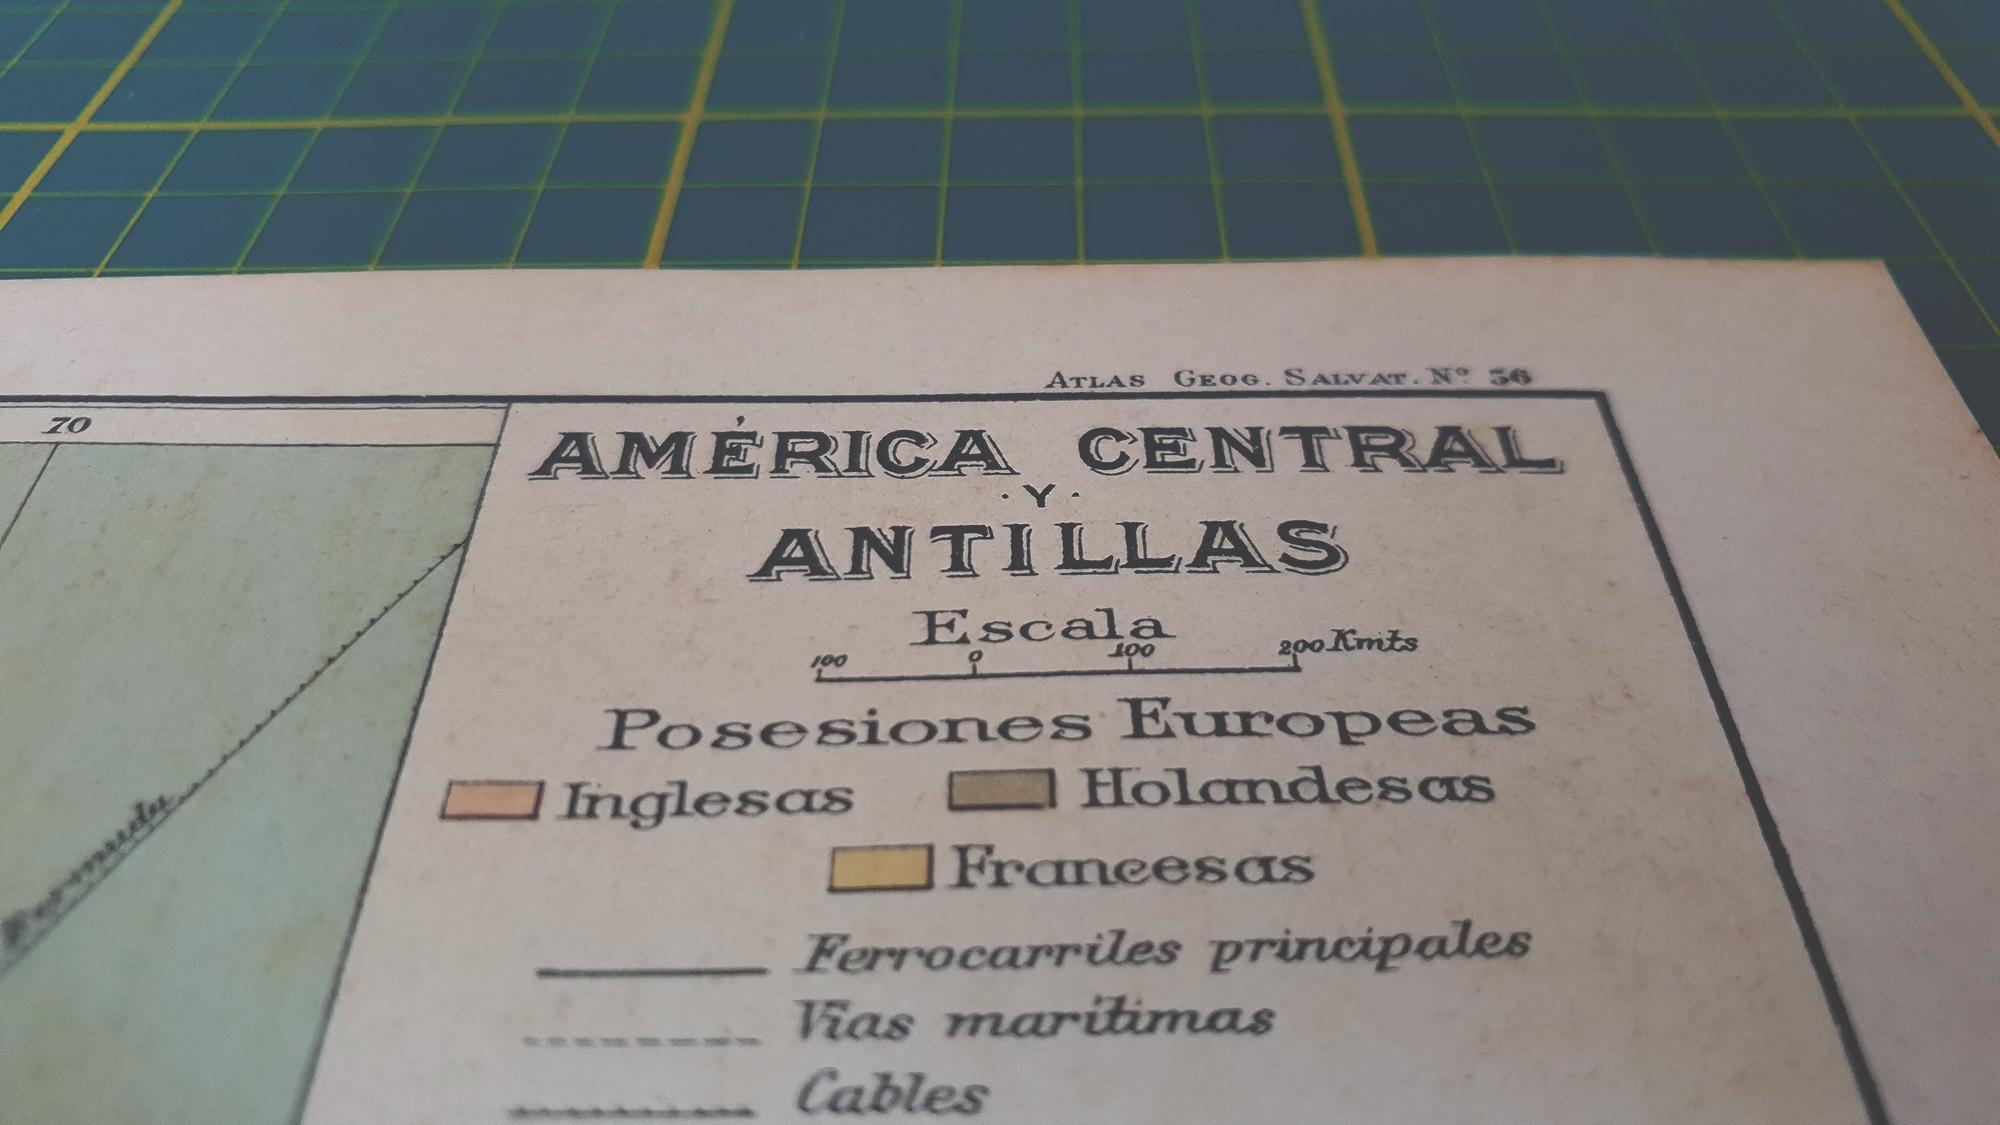 ATLAS GEOG. SALVAT. Nº 56
70
AMÉRICA CENTRAL
· Y ·
ANTILLAS
Escala
100 0 100 200 Kmts
Posesiones Europeas
Inglesas Holandesas
Francesas
Ferrocarriles principales
Vias marítimas
Cables